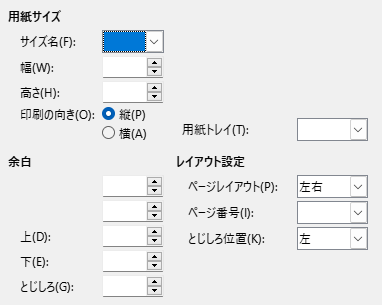 用紙サイズ
サイズ名(F):
幅(W):
高さ(H):
印刷の向き(O): 縦(P)
横(A) 用紙トレイ(T):
余白 レイアウト設定
ページレイアウト(P): 左右
ページ番号(I):
上(D): とじしろ位置(K): 左
下(E):
とじしろ(G):